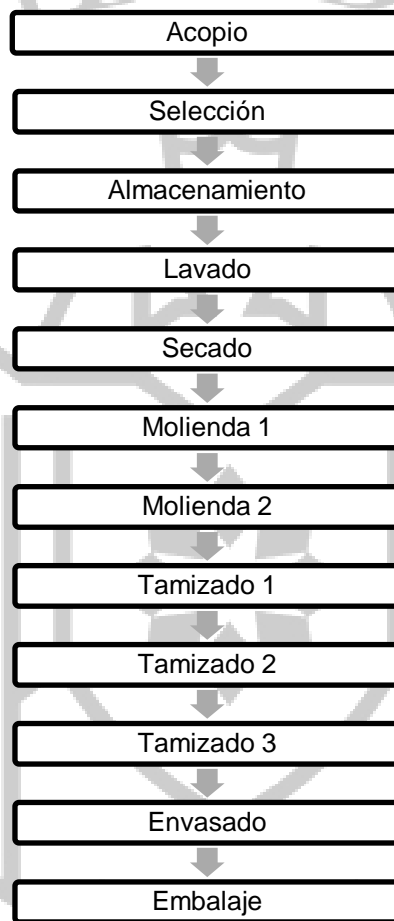 Acopio
Selección
Almacenamiento
Lavado
Secado
Molienda 1
Molienda 2
Tamizado 1
Tamizado 2
Tamizado 3
Envasado
Embalaje